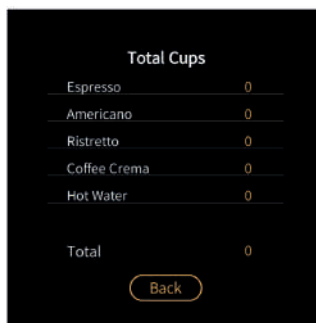 Total Cups
Espresso 0
Americano 0
Ristretto 0
Coffee Crema 0
Hot Water 0
Total 0
Back